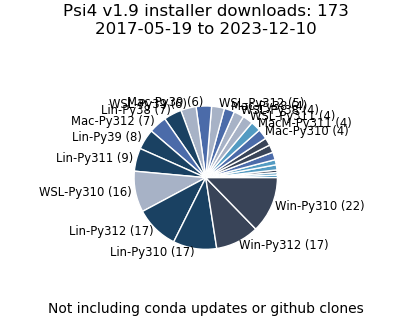 Psi4 v1.9 installer downloads: 173
2017-05-19 to 2023-12-10
Mac-Py39 (6)
WSL-Py312 (5)
WSL-Py39 (6)
Lin-Py38 (7)
WSL-Py311 (4)
MacM-Py311 (4)
Mac-Py312 (7)
Mac-Py310 (4)
Lin-Py39 (8)
Lin-Py311 (9)
WSL-Py310 (16)
Win-Py310 (22)
Lin-Py312 (17)
Win-Py312 (17)
Lin-Py310 (17)
Not including conda updates or github clones